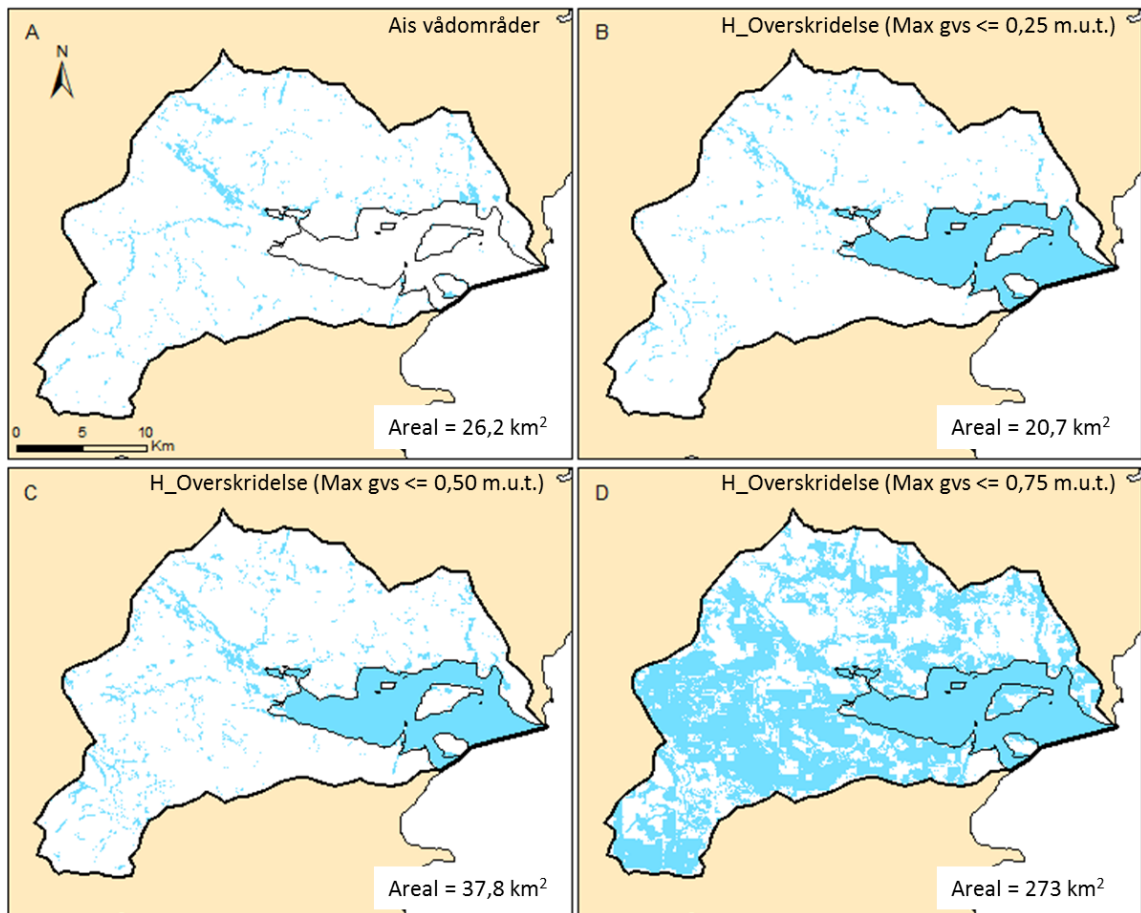 A
Ais vådområder
N
0 5 10
Km
Areal = 26,2 km²
B
H_Overskridelse (Max gvs <= 0,25 m.u.t.)
Areal = 20,7 km²
C
H_Overskridelse (Max gvs <= 0,50 m.u.t.)
Areal = 37,8 km²
D
H_Overskridelse (Max gvs <= 0,75 m.u.t.)
Areal = 273 km²